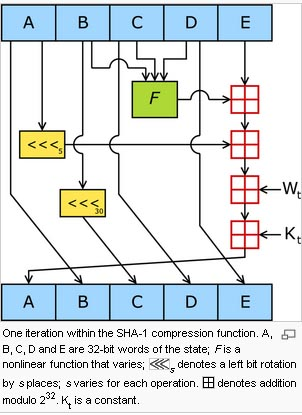 A B C D E
F
<<<5
<<<30
Wt
Kt
A B C D E
One iteration within the SHA-1 compression function. A,
B, C, D and E are 32-bit words of the state; F is a
nonlinear function that varies; <<<s denotes a left bit rotation
by s places; s varies for each operation. ⊞ denotes addition
modulo 2³². Kt is a constant.